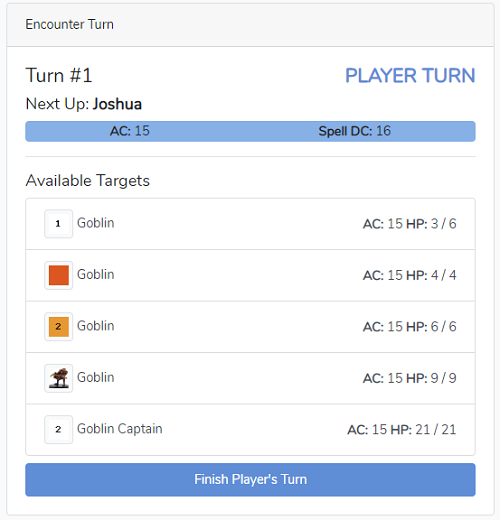 Encounter Turn
Turn #1 PLAYER TURN
Next Up: Joshua
AC: 15 Spell DC: 16
Available Targets
1 Goblin AC: 15 HP: 3 / 6
Goblin AC: 15 HP: 4 / 4
2 Goblin AC: 15 HP: 6 / 6
Goblin AC: 15 HP: 9 / 9
2 Goblin Captain AC: 15 HP: 21 / 21
Finish Player's Turn